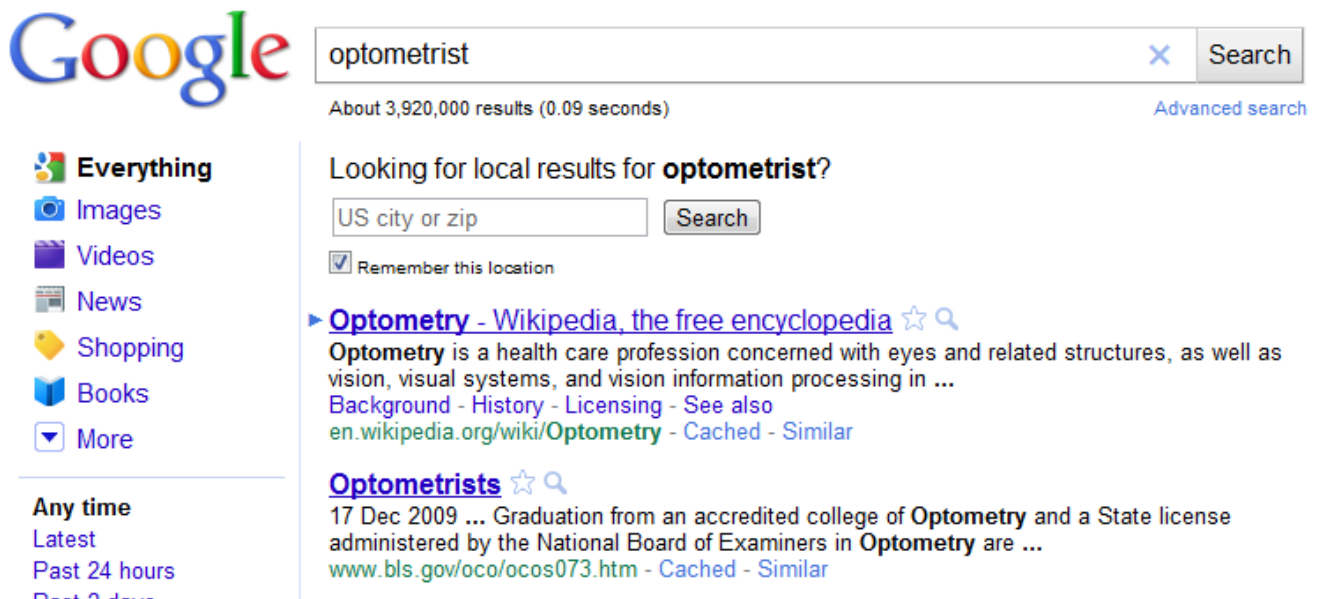 Google
optometrist
Search
About 3,920,000 results (0.09 seconds)
Advanced search
Everything
Images
Videos
News
Shopping
Books
More
Any time
Latest
Past 24 hours
Looking for local results for optometrist?
US city or zip
Search
Remember this location
Optometry - Wikipedia, the free encyclopedia
Optometry is a health care profession concerned with eyes and related structures, as well as
vision, visual systems, and vision information processing in ...
Background - History - Licensing - See also
en.wikipedia.org/wiki/Optometry - Cached - Similar
Optometrists
17 Dec 2009 ... Graduation from an accredited college of Optometry and a State license
administered by the National Board of Examiners in Optometry are ...
www.bls.gov/oco/ocos073.htm - Cached - Similar